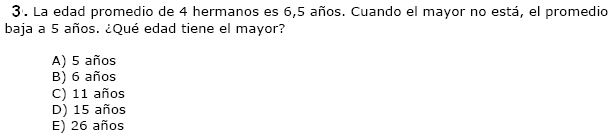 3. La edad promedio de 4 hermanos es 6,5 años. Cuando el mayor no está, el promedio
baja a 5 años. ¿Qué edad tiene el mayor?
A) 5 años
B) 6 años
C) 11 años
D) 15 años
E) 26 años